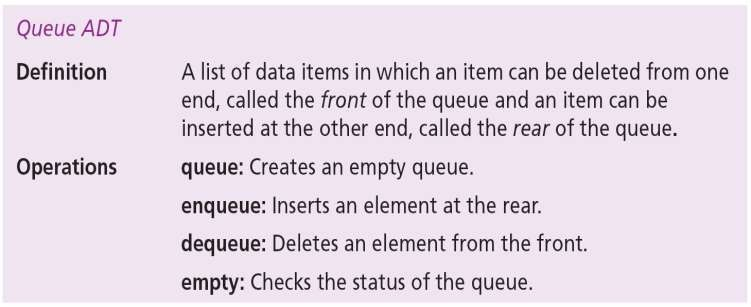 Queue ADT
Definition A list of data items in which an item can be deleted from one
end, called the front of the queue and an item can be
inserted at the other end, called the rear of the queue.
Operations queue: Creates an empty queue.
enqueue: Inserts an element at the rear.
dequeue: Deletes an element from the front.
empty: Checks the status of the queue.